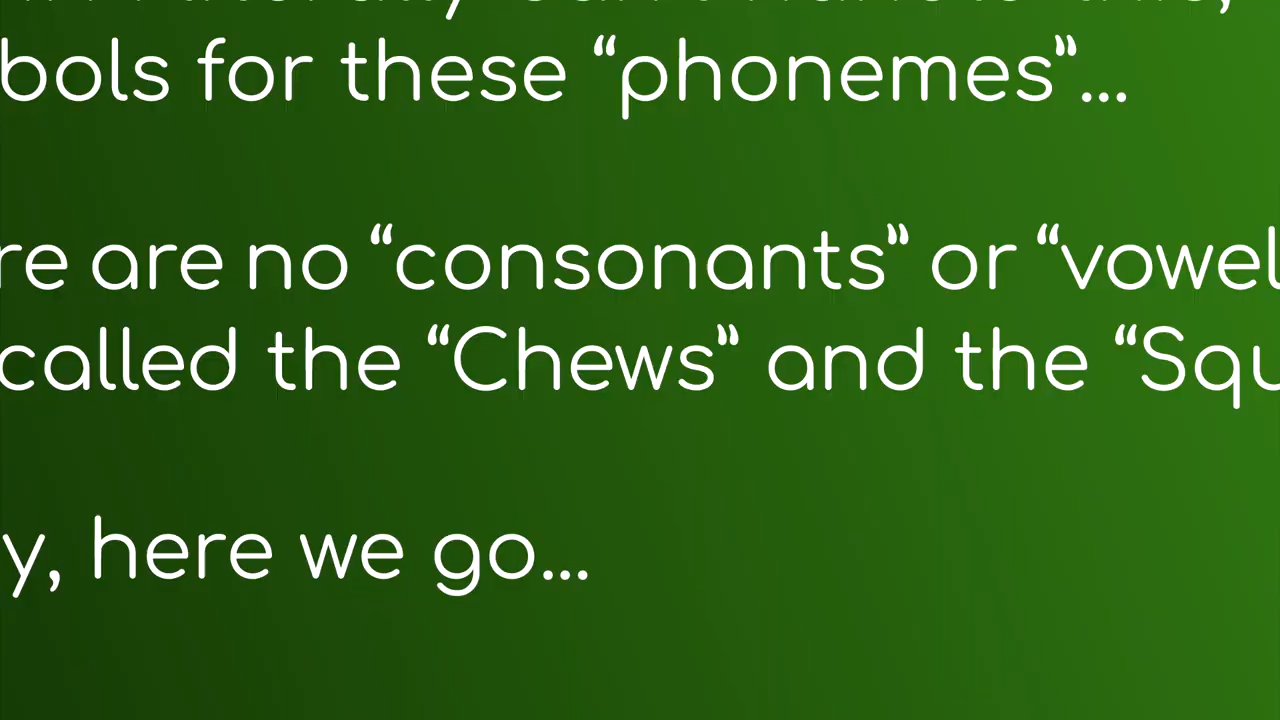 bols for these “phonemes”...
re are no “consonants” or “vowel
called the “Chews” and the “Squ
y, here we go...